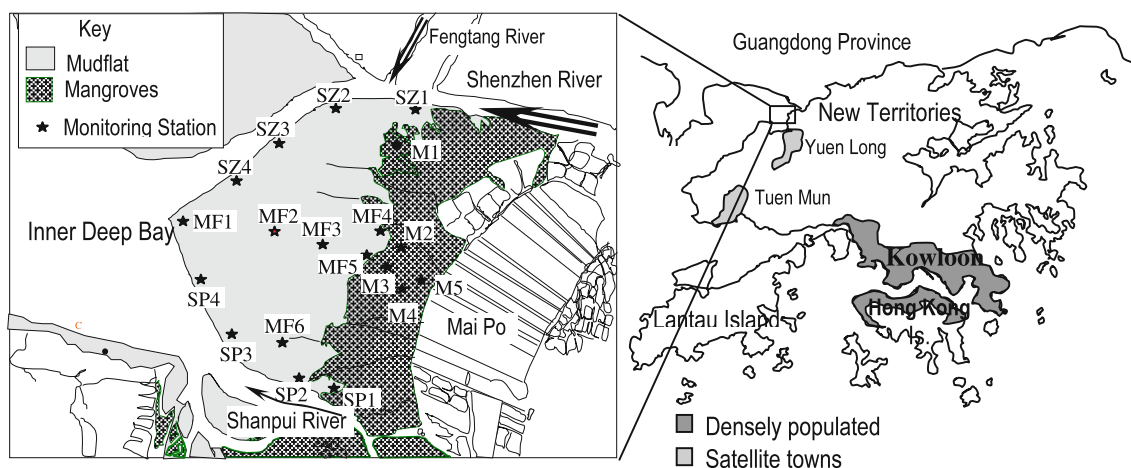 Key
Mudflat
Mangroves
Monitoring Station
Fengtang River
Shenzhen River
SZ2
SZ1
SZ3
M1
SZ4
MF1
MF2
MF4
MF3
M2
Inner Deep Bay
MF5
M3
M5
SP4
M4
Mai Po
C
MF6
SP3
SP2
SP1
Shanpui River
Guangdong Province
New Territories
Yuen Long
Tuen Mun
Kowloon
Hong Kong
Is.
Lantau Island
Densely populated
Satellite towns